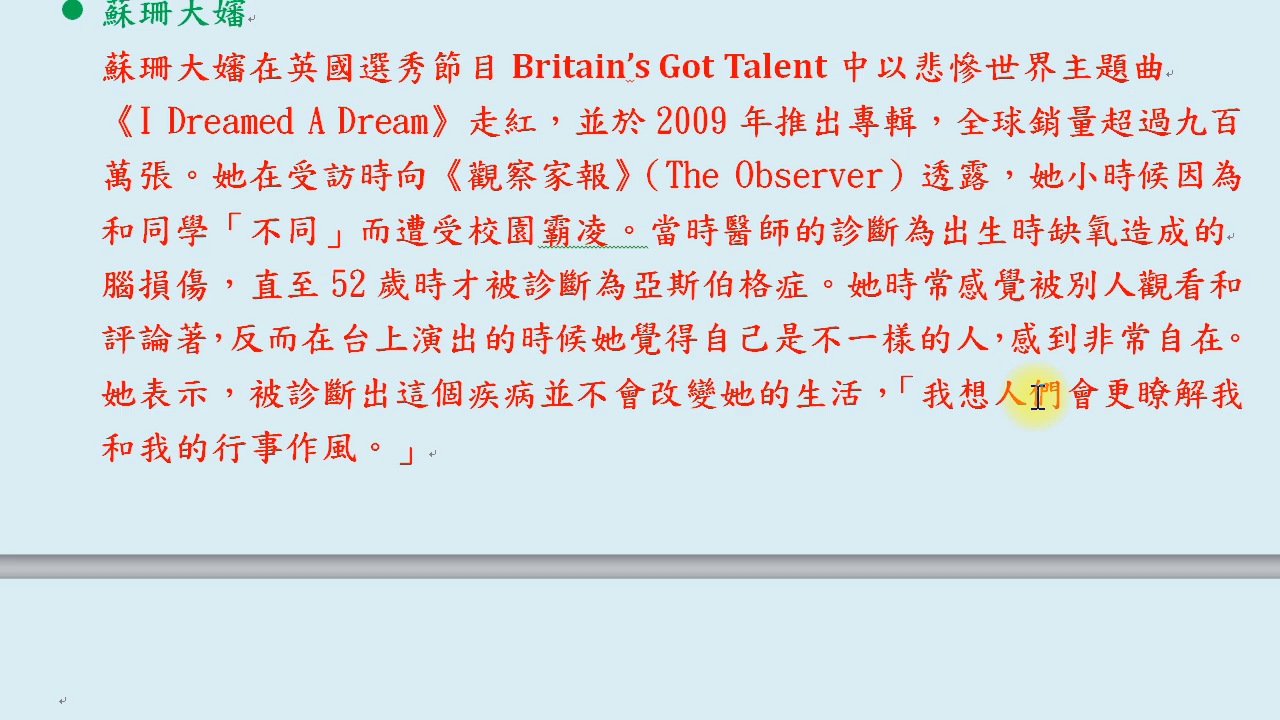 蘇珊大嬸
蘇珊大嬸在英國選秀節目 Britain’s Got Talent 中以悲慘世界主題曲
《I Dreamed A Dream》走紅，並於 2009 年推出專輯，全球銷量超過九百
萬張。她在受訪時向《觀察家報》（The Observer）透露，她小時候因為
和同學「不同」而遭受校園霸凌。當時醫師的診斷為出生時缺氧造成的
腦損傷，直至 52 歲時才被診斷為亞斯伯格症。她時常感覺被別人觀看和
評論著，反而在台上演出的時候她覺得自己是不一樣的人，感到非常自在。
她表示，被診斷出這個疾病並不會改變她的生活，「我想人們會更瞭解我
和我的行事作風。」